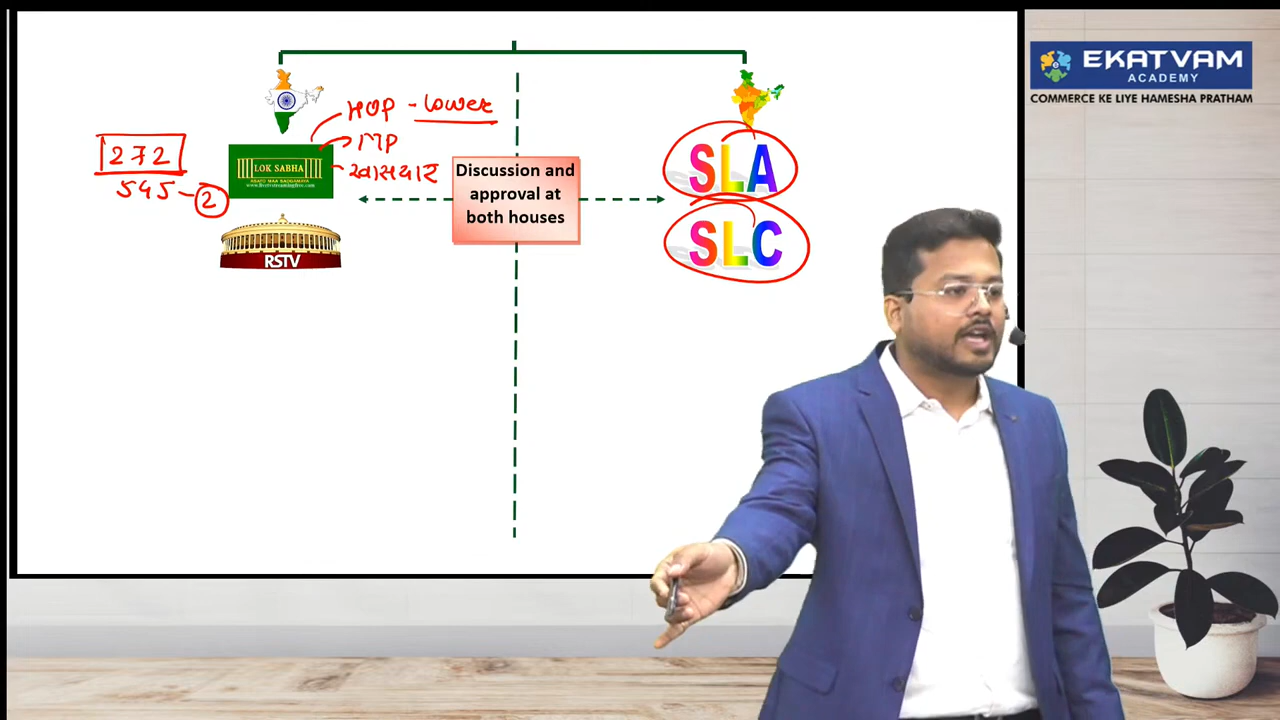 EKATVAM
ACADEMY
COMMERCE KE LIYE HAMESHA PRATHAM
HOP - lower
MP
272
545 - 2
LOK SABHA
RSTV
Discussion and
approval at
both houses
SLA
SLC